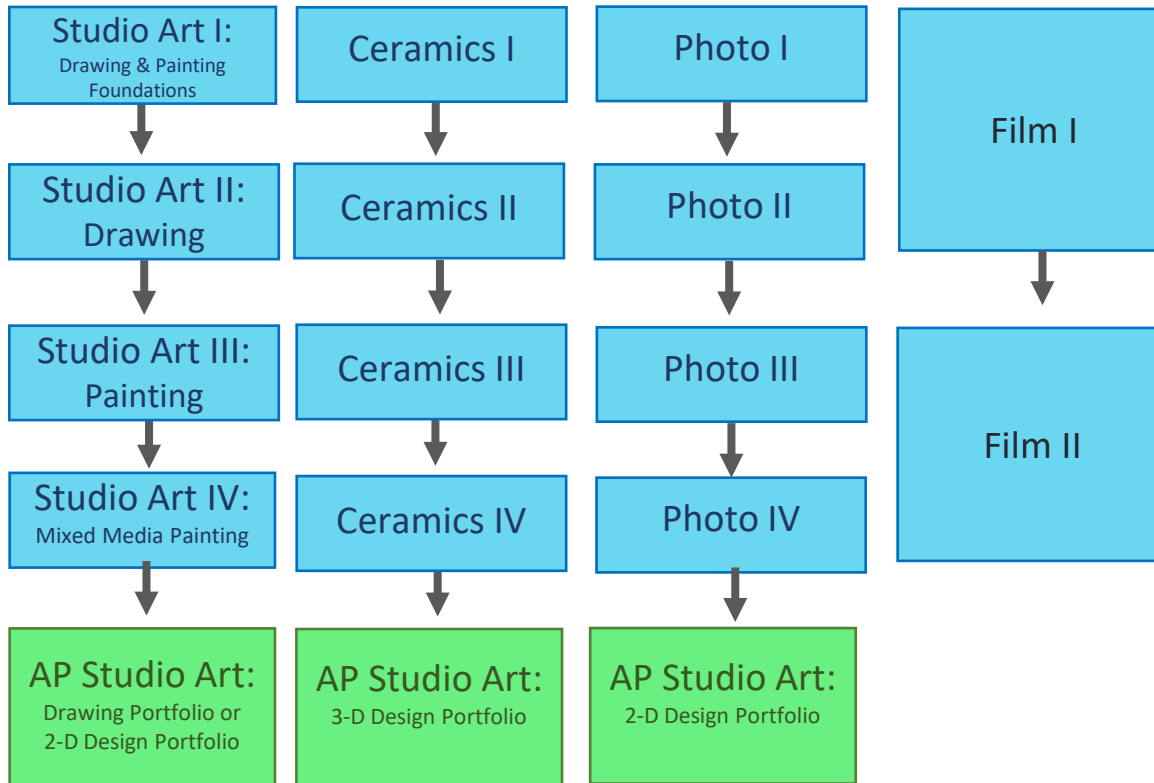 Studio Art I:
Drawing & Painting
Foundations
Ceramics I
Photo I
Film I
Studio Art II:
Drawing
Ceramics II
Photo II
Studio Art III:
Painting
Ceramics III
Photo III
Film II
Studio Art IV:
Mixed Media Painting
Ceramics IV
Photo IV
AP Studio Art:
Drawing Portfolio or
2-D Design Portfolio
AP Studio Art:
3-D Design Portfolio
AP Studio Art:
2-D Design Portfolio